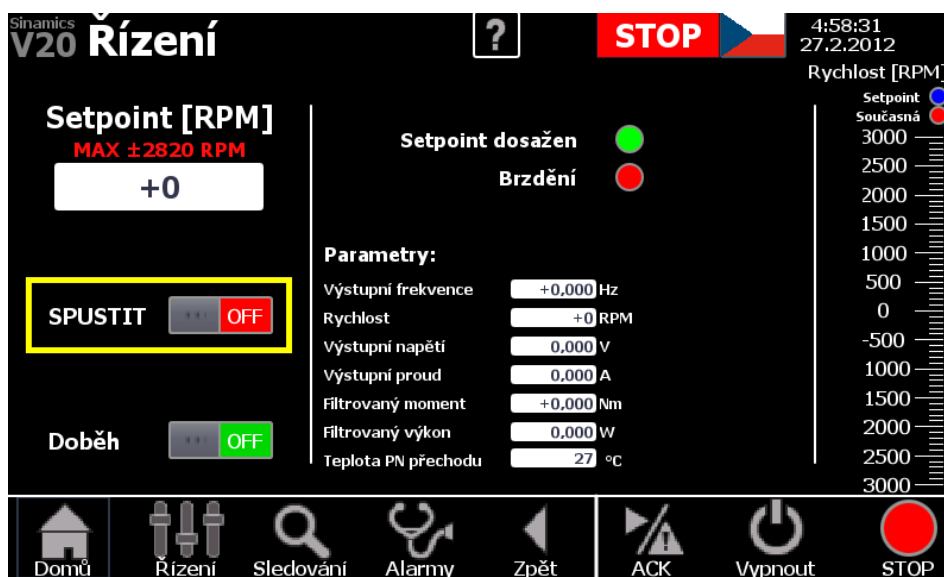 Sinamics
V20 Řízení
?
STOP
4:58:31
27.2.2012
Rychlost [RPM]
Setpoint
Současná
Setpoint [RPM]
MAX ±2820 RPM
+0
SPUSTIT OFF
Doběh OFF
Setpoint dosažen
Brzdění
Parametry:
Výstupní frekvence +0,000 Hz
Rychlost +0 RPM
Výstupní napětí 0,000 V
Výstupní proud 0,000 A
Filtrovaný moment +0,000 Nm
Filtrovaný výkon 0,000 W
Teplota PN přechodu 27 °C
3000
2500
2000
1500
1000
500
0
-500
1000
1500
2000
2500
3000
Domů Řízení Sledování Alarmy Zpět ACK Vypnout STOP